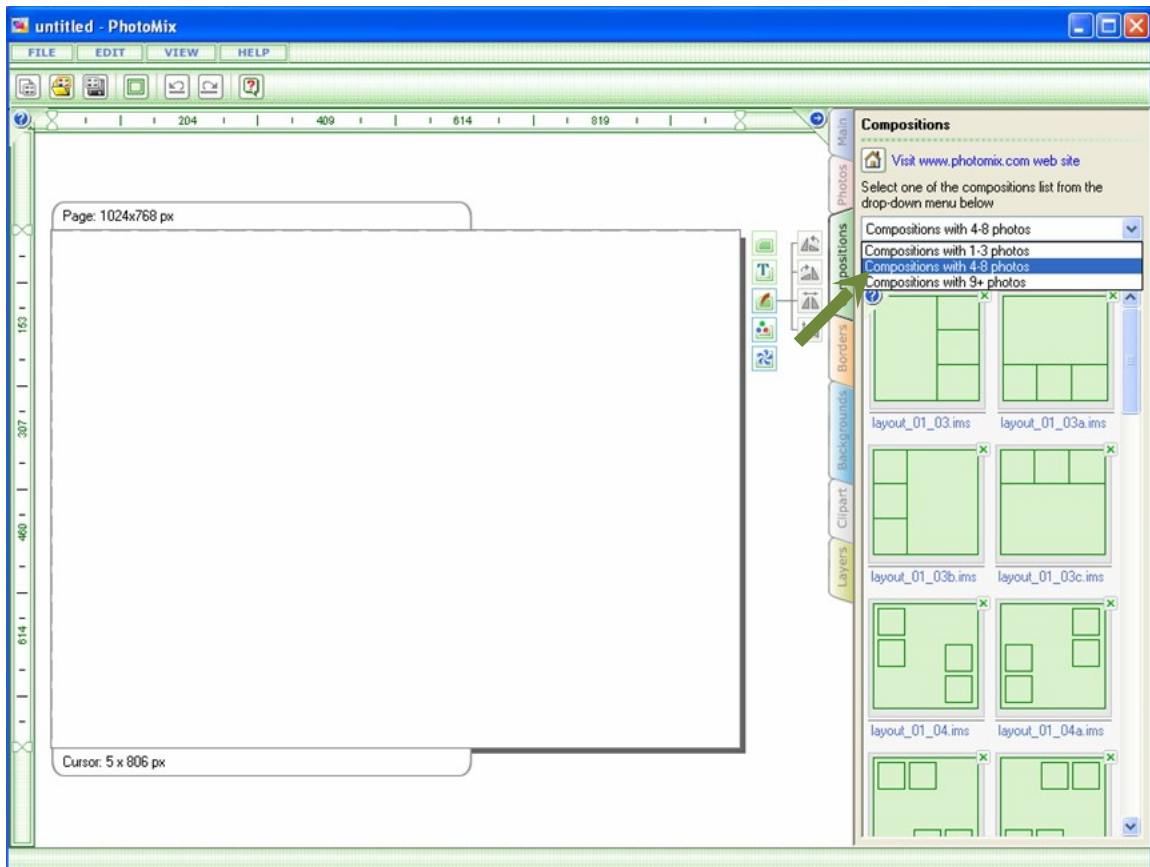 untitled - PhotoMix
FILE EDIT VIEW HELP
204 409 614 819
Page: 1024x768 px
153
307
460
614
Cursor: 5 x 806 px
Main
Photos
positions
Borders
Backgrounds
Clipart
Layers
Compositions
Visit www.photomix.com web site
Select one of the compositions list from the
drop-down menu below
Compositions with 4-8 photos
Compositions with 1-3 photos
Compositions with 4-8 photos
Compositions with 9+ photos
layout_01_03.ims layout_01_03a.ims
layout_01_03b.ims layout_01_03c.ims
layout_01_04.ims layout_01_04a.ims